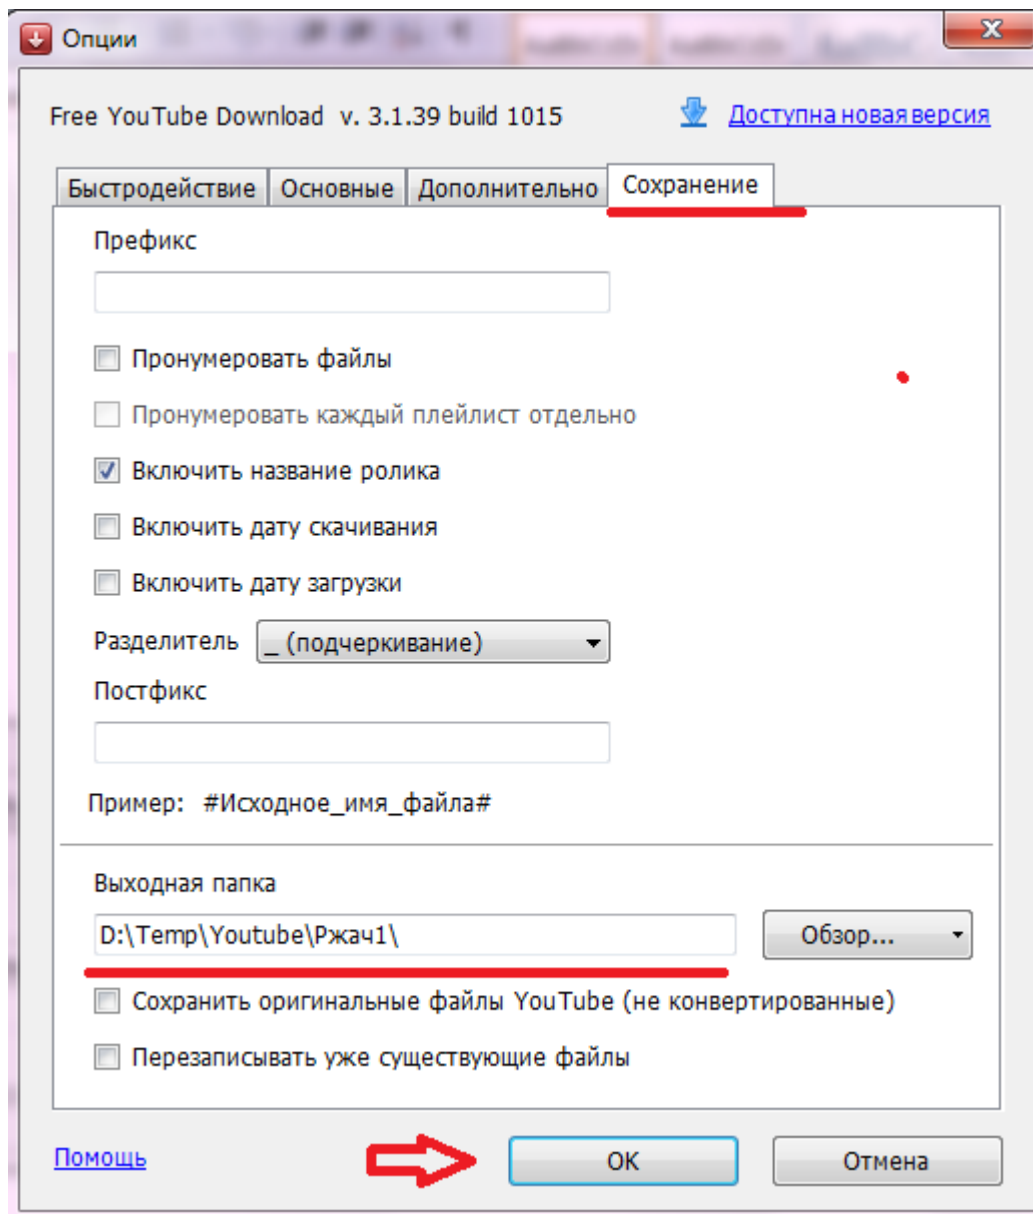 Опции
Free YouTube Download v. 3.1.39 build 1015
Доступна новая версия
Быстродействие Основные Дополнительно Сохранение
Префикс
Пронумеровать файлы
Пронумеровать каждый плейлист отдельно
Включить название ролика
Включить дату скачивания
Включить дату загрузки
Разделитель _ (подчеркивание)
Постфикс
Пример: #Исходное_имя_файла#
Выходная папка
D:\Temp\Youtube\Ржач1\ Обзор...
Сохранить оригинальные файлы YouTube (не конвертированные)
Перезаписывать уже существующие файлы
Помощь OK Отмена